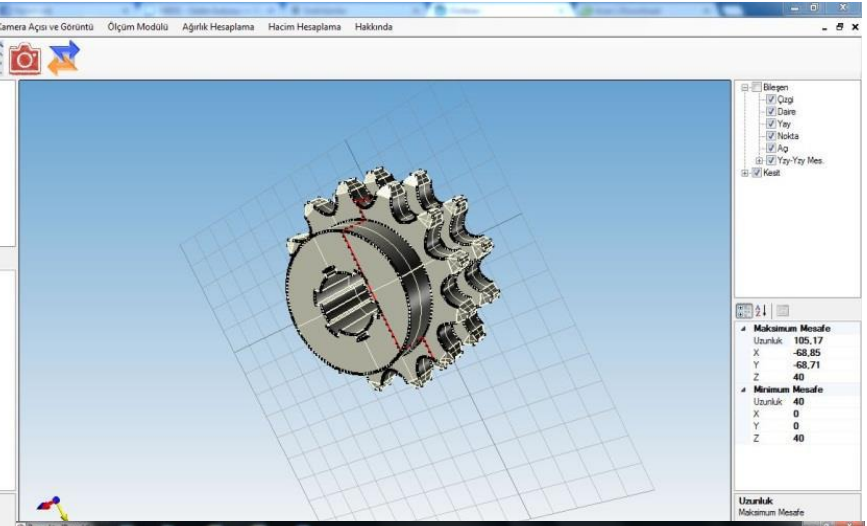 Kamera Açısı ve Görüntü Ölçüm Modülü Ağırlık Hesaplama Hacim Hesaplama Hakkında
Bileşen
Çizgi
Daire
Yay
Nokta
Açı
Yzy-Yzy Mes.
Kesit
Maksimum Mesafe
Uzunluk 105,17
X -68,85
Y -68,71
Z 40
Minimum Mesafe
Uzunluk 40
X 0
Y 0
Z 40
Uzunluk
Maksimum Mesafe